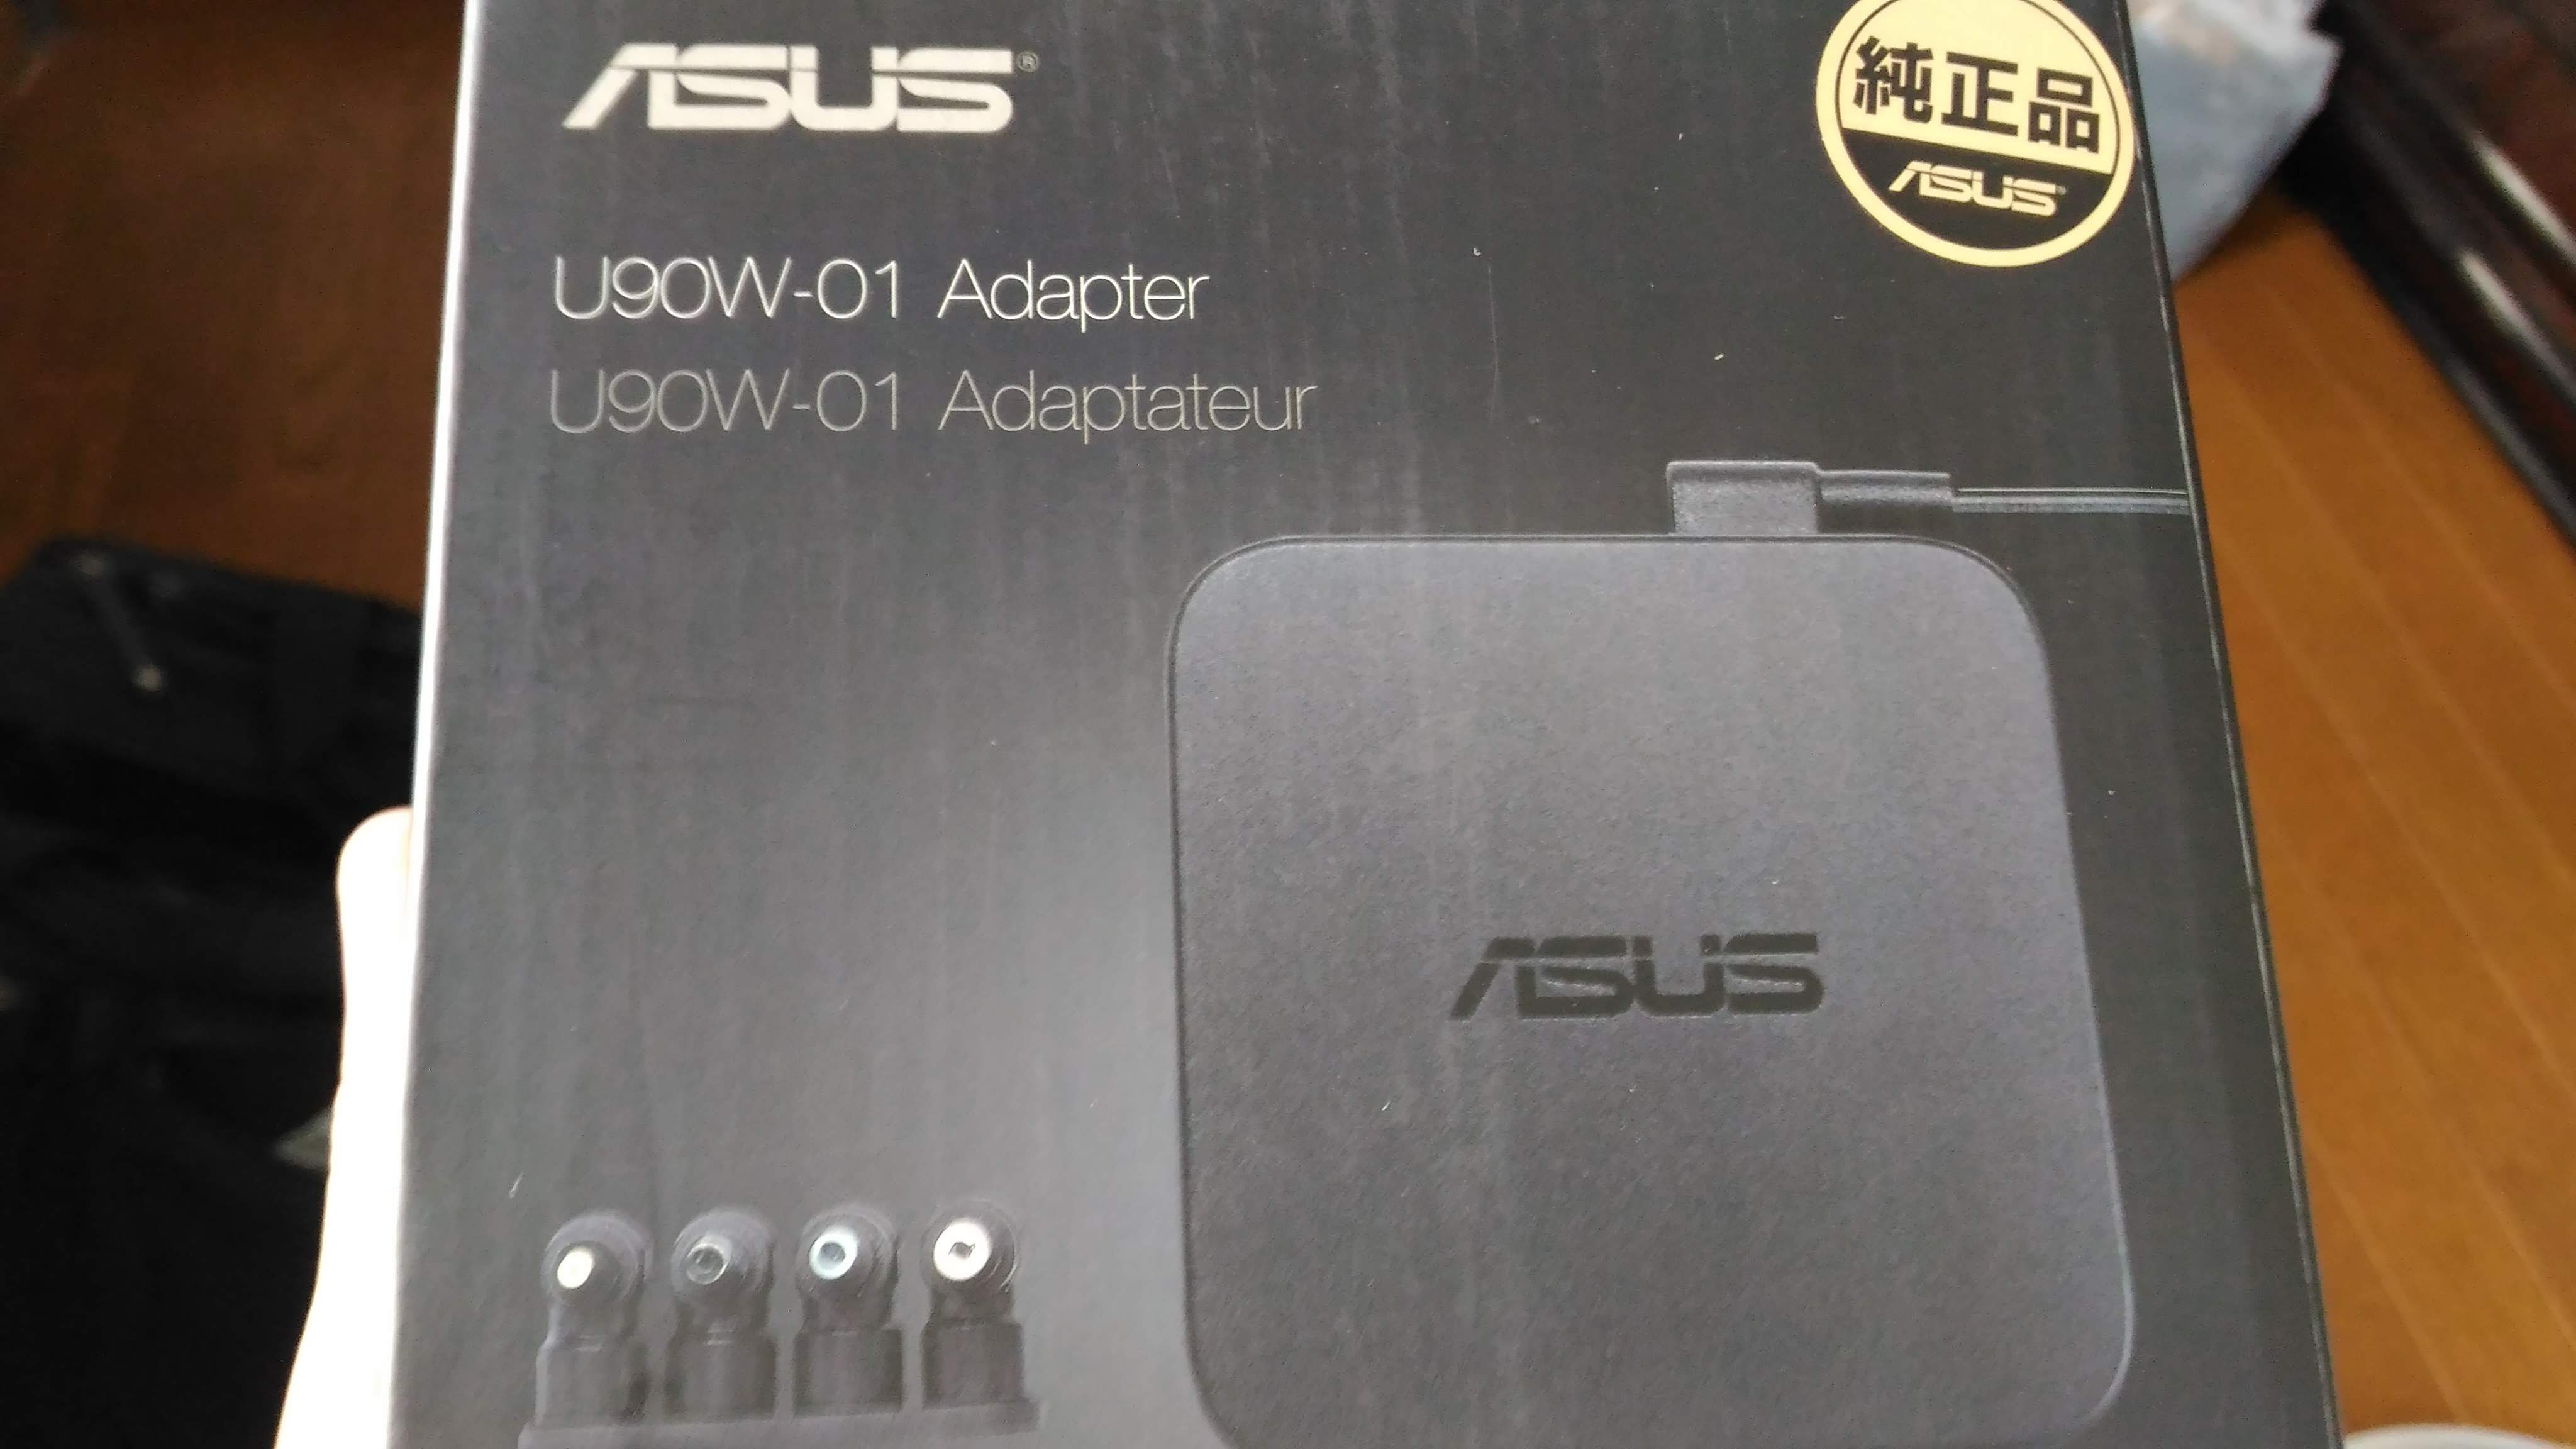 ASUS®
純正品
ASUS
U90W-01 Adapter
U90W-01 Adaptateur
ASUS